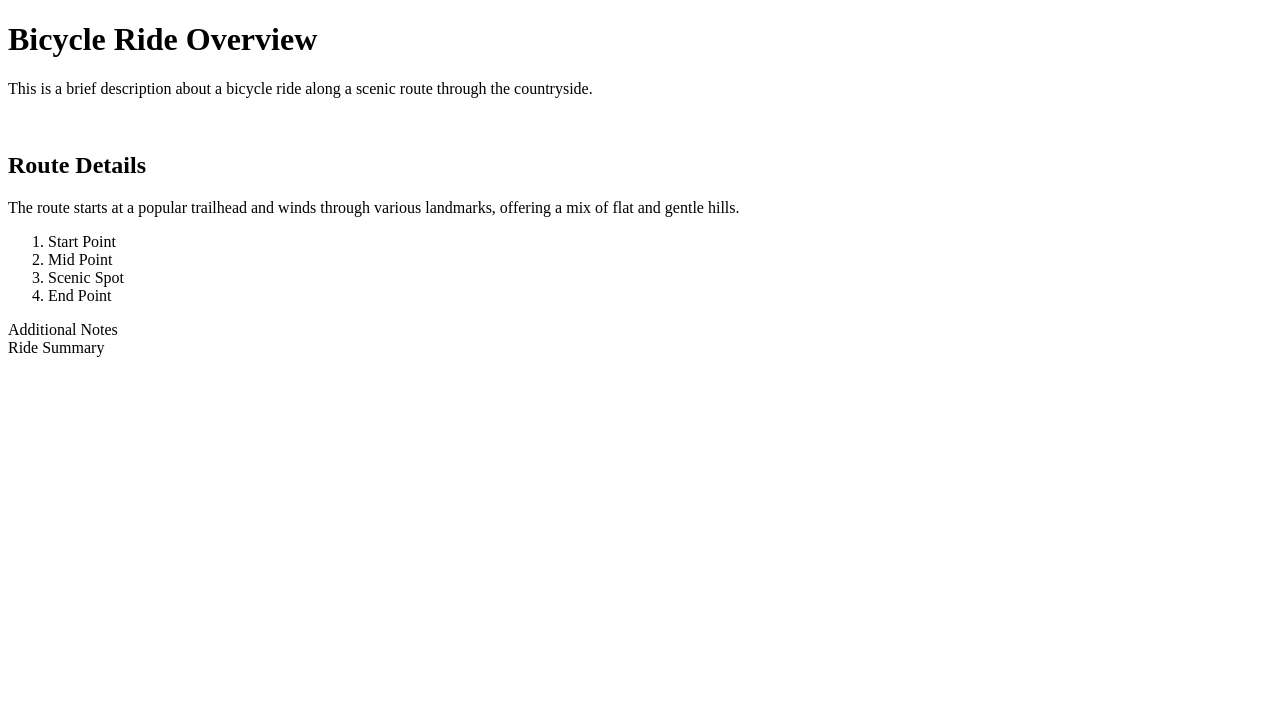 Bicycle Ride Overview
This is a brief description about a bicycle ride along a scenic route through the countryside.
Route Details
The route starts at a popular trailhead and winds through various landmarks, offering a mix of flat and gentle hills.
1. Start Point
2. Mid Point
3. Scenic Spot
4. End Point
Additional Notes
Ride Summary